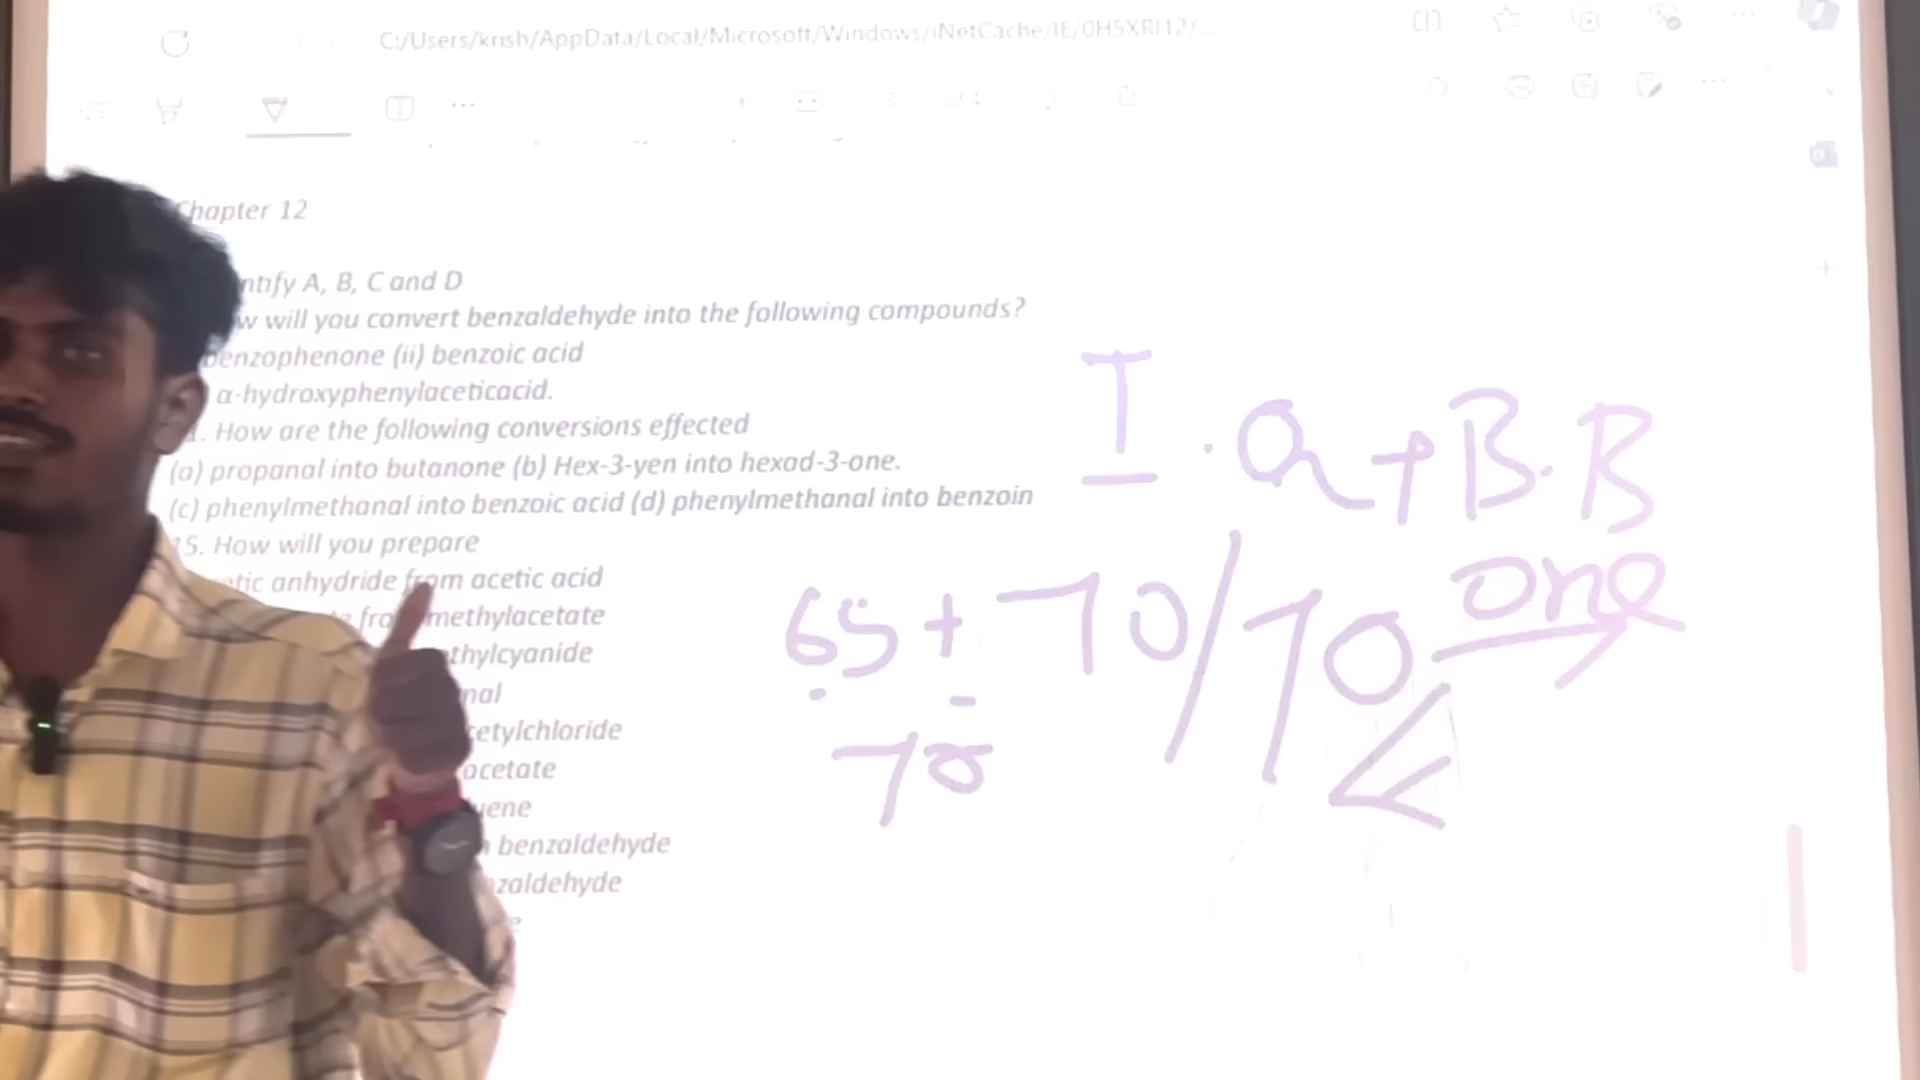 C:/Users/krish/AppData/Local/Microsoft/Windows/iNetCache/IE/0H5XRI12/...
Chapter 12
ntify A, B, C and D
w will you convert benzaldehyde into the following compounds?
benzophenone (ii) benzoic acid
α-hydroxyphenylaceticacid.
. How are the following conversions effected
(a) propanal into butanone (b) Hex-3-yen into hexad-3-one.
(c) phenylmethanal into benzoic acid (d) phenylmethanal into benzoin
15. How will you prepare
tic anhydride from acetic acid
methylacetate
thylcyanide
nal
cetylchloride
acetate
uene
benzaldehyde
nzaldehyde
e
I. Q + B.B
65 + 70/70 one
70